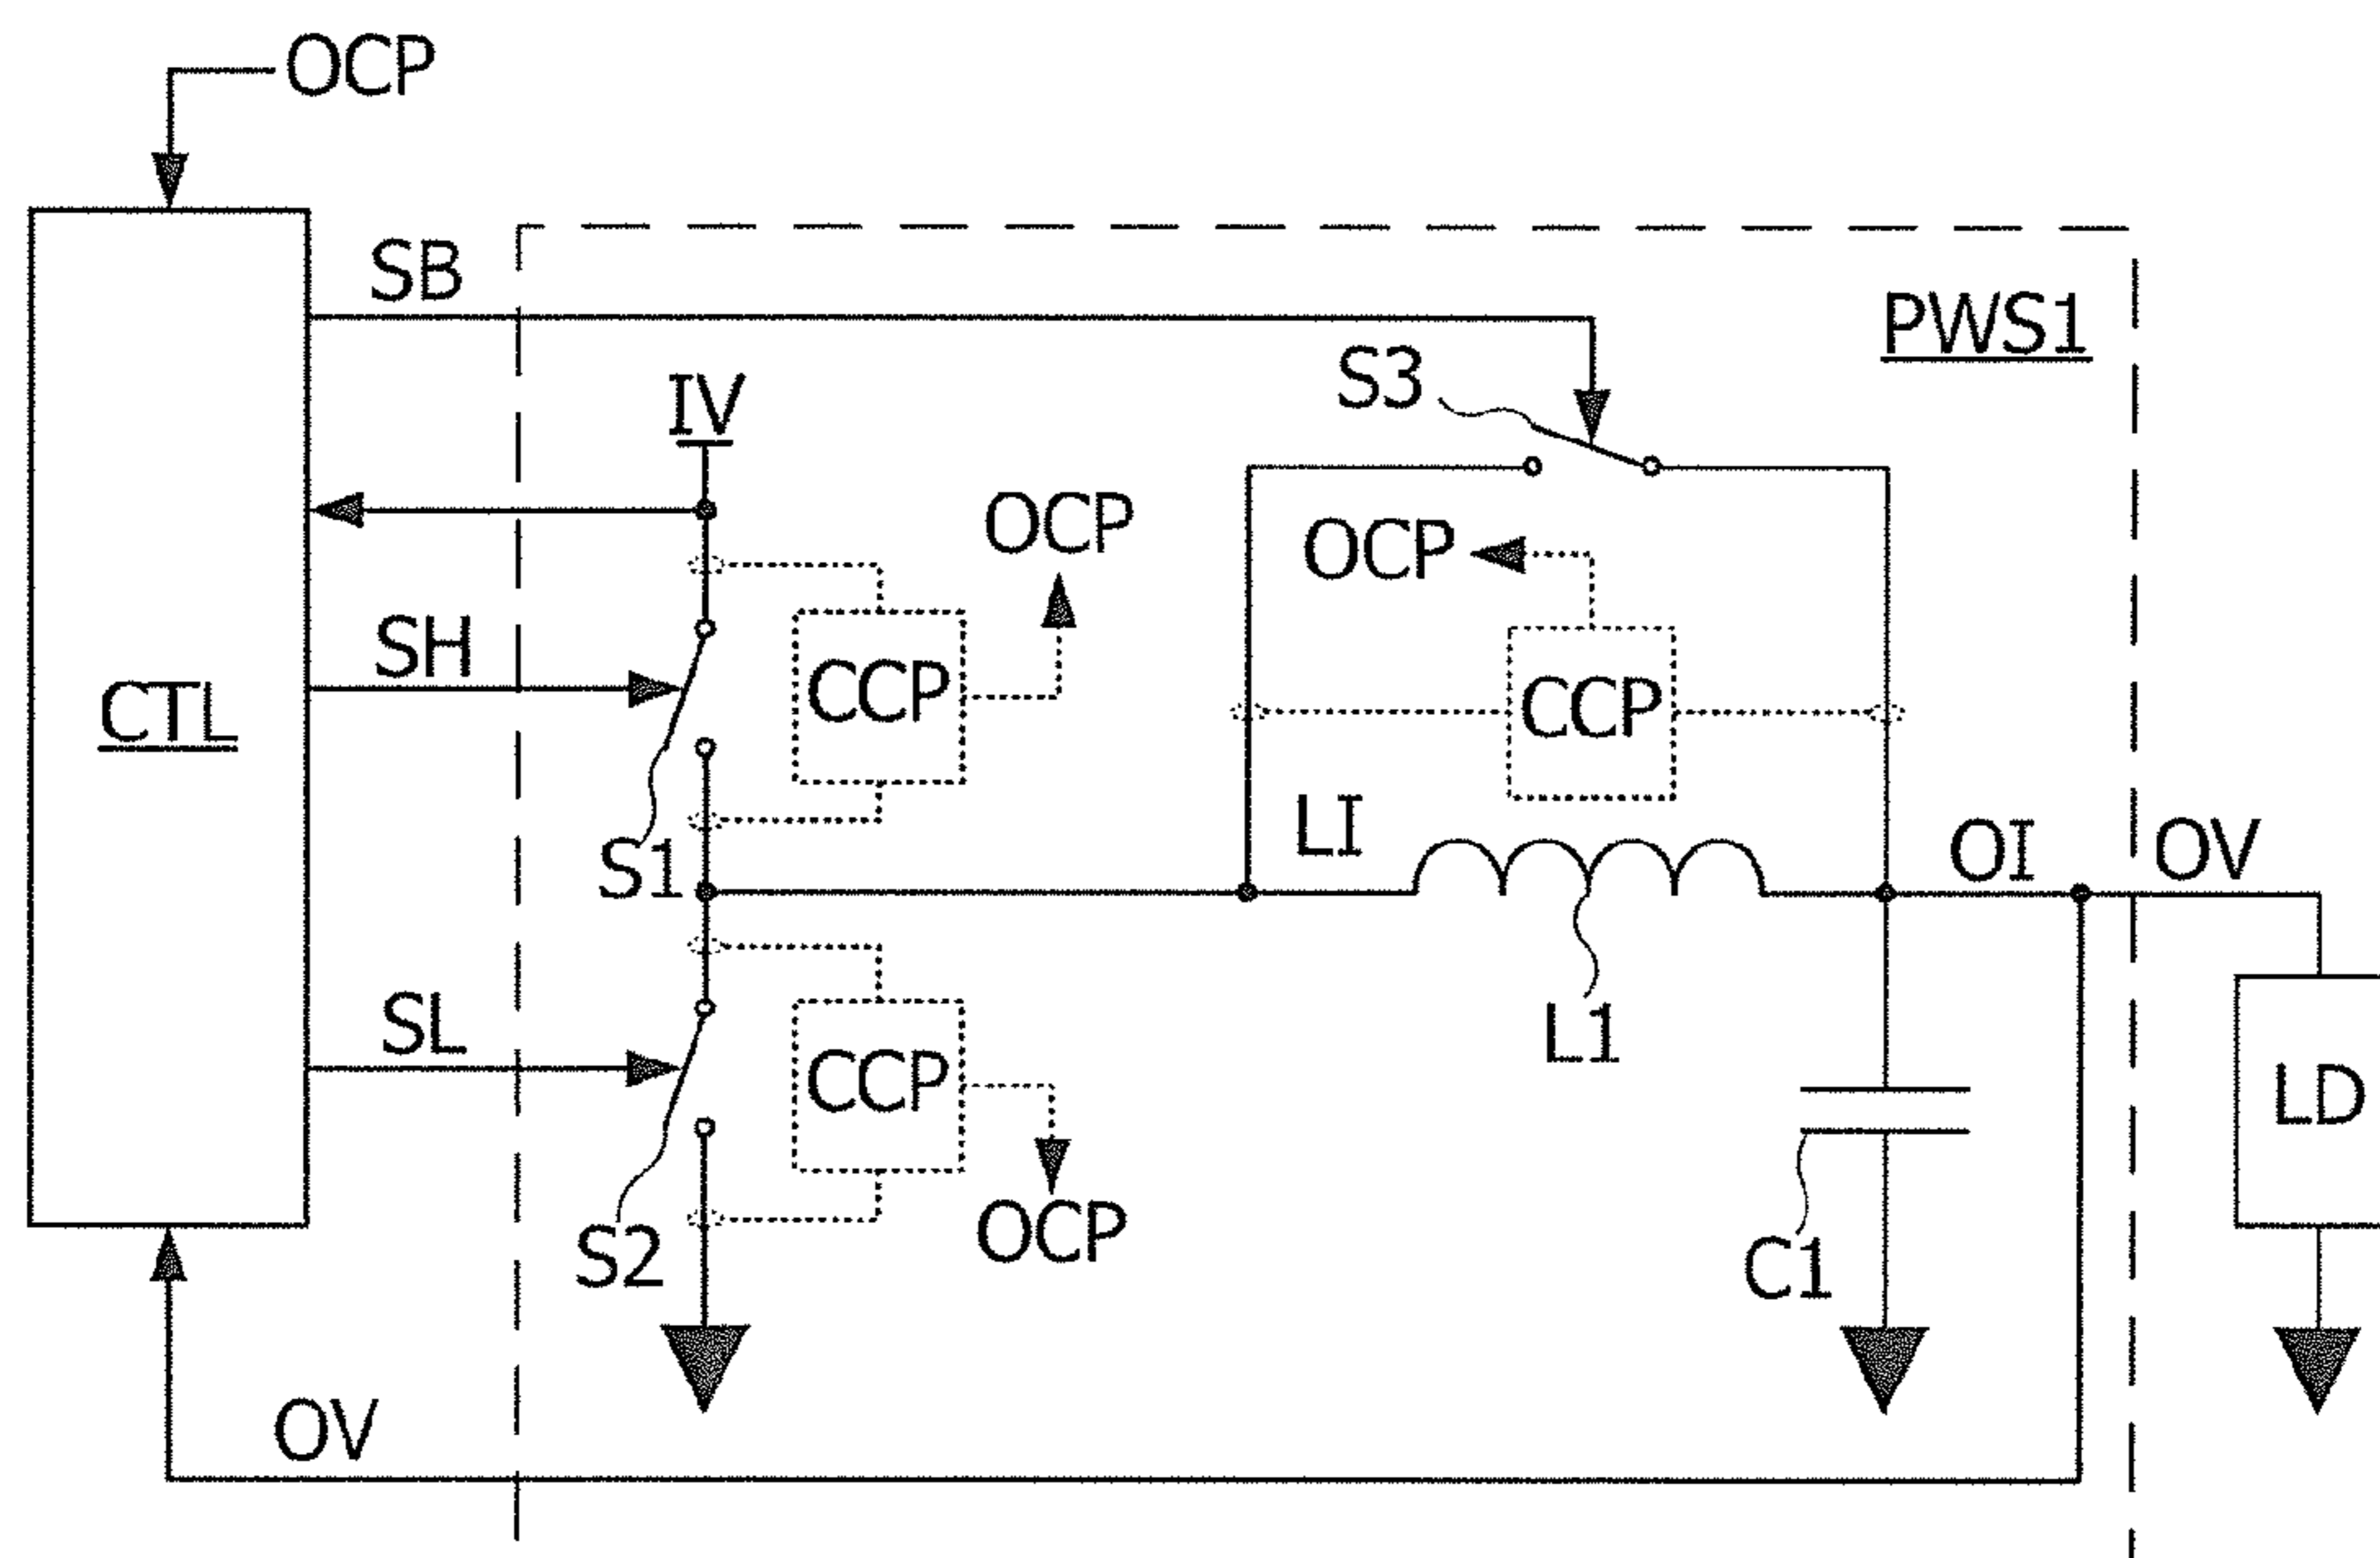 OCP
SB
PWS1
S3
IV
OCP
OCP
SH
CCP
CCP
CTL
LI
OI
OV
S1
SL
L1
CCP
LD
OCP
S2
C1
OV